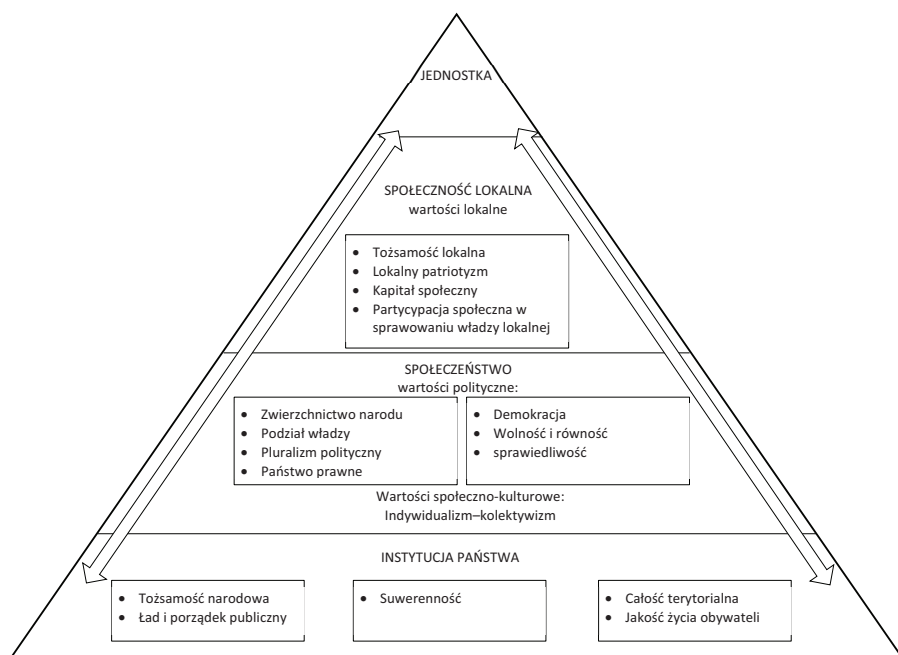 JEDNOSTKA
SPOŁECZNOŚĆ LOKALNA
wartości lokalne
• Tożsamość lokalna
• Lokalny patriotyzm
• Kapitał społeczny
• Partycypacja społeczna w
sprawowaniu władzy lokalnej
SPOŁECZEŃSTWO
wartości polityczne:
• Zwierzchnictwo narodu
• Podział władzy
• Pluralizm polityczny
• Państwo prawne
• Demokracja
• Wolność i równość
• sprawiedliwość
Wartości społeczno-kulturowe:
Indywidualizm–kolektywizm
INSTYTUCJA PAŃSTWA
• Tożsamość narodowa
• Ład i porządek publiczny
• Suwerenność
• Całość terytorialna
• Jakość życia obywateli